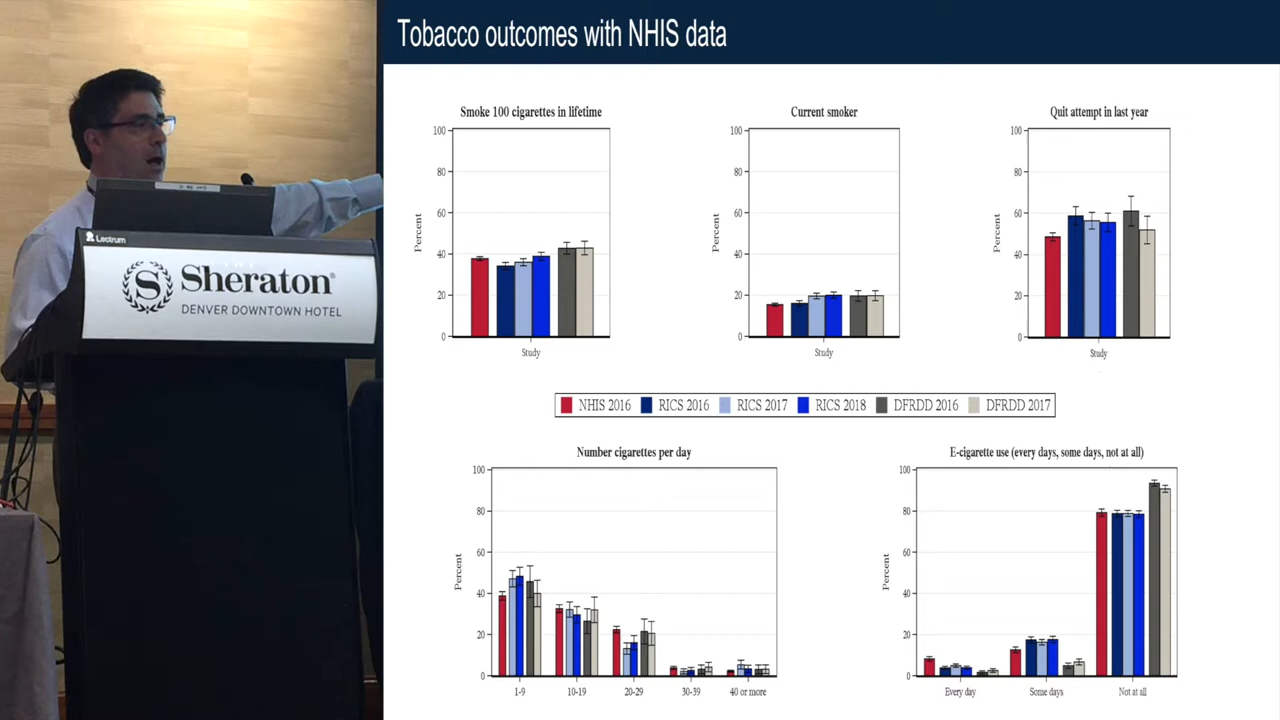 Tobacco outcomes with NHIS data
Lectrum
S
Sheraton®
DENVER DOWNTOWN HOTEL
Smoke 100 cigarettes in lifetime
100
80
60
40
20
0
Percent
Study
Current smoker
100
80
60
40
20
0
Percent
Study
Quit attempt in last year
100
80
60
40
20
0
Percent
Study
NHIS 2016 RICS 2016 RICS 2017 RICS 2018 DFRDD 2016 DFRDD 2017
Number cigarettes per day
100
80
60
40
20
0
Percent
1-9 10-19 20-29 30-39 40 or more
E-cigarette use (every days, some days, not at all)
100
80
60
40
20
0
Percent
Every day Some days Not at all